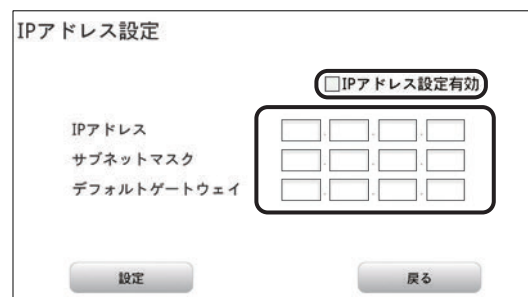 IPアドレス設定
□IPアドレス設定有効
IPアドレス
サブネットマスク
デフォルトゲートウェイ
設定
戻る